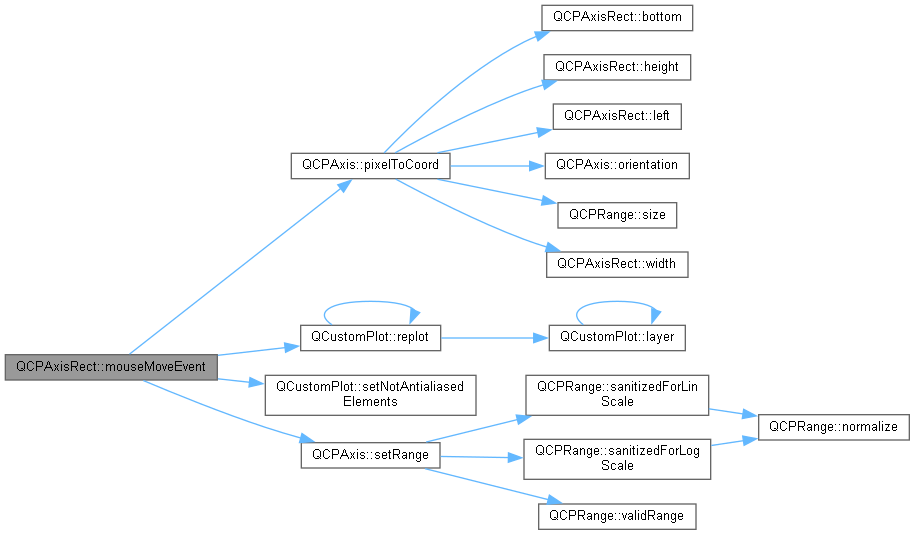 QCPAxisRect::bottom
QCPAxisRect::height
QCPAxisRect::left
QCPAxis::pixelToCoord
QCPAxis::orientation
QCPRange::size
QCPAxisRect::width
QCustomPlot::replot
QCustomPlot::layer
QCPAxisRect::mouseMoveEvent
QCustomPlot::setNotAntialiased
Elements
QCPRange::sanitizedForLin
Scale
QCPRange::normalize
QCPAxis::setRange
QCPRange::sanitizedForLog
Scale
QCPRange::validRange